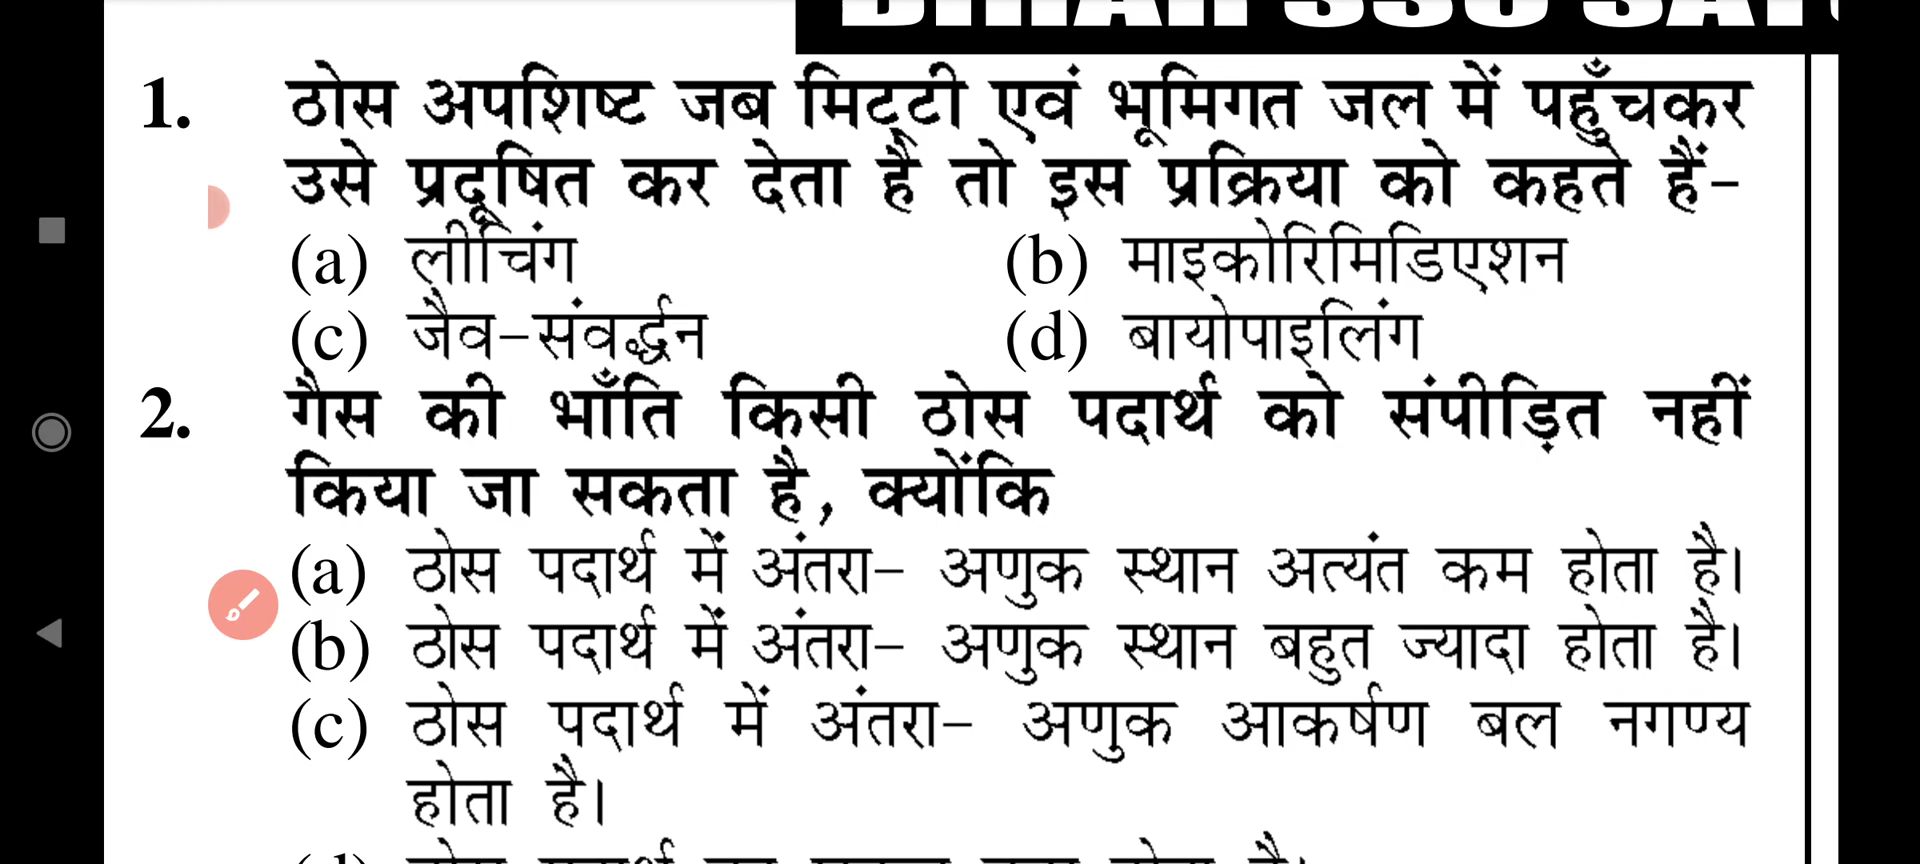 1. ठोस अपशिष्ट जब मिट्टी एवं भूमिगत जल में पहुँचकर
उसे प्रदूषित कर देता है तो इस प्रक्रिया को कहते हैं-
(a) लीचिंग (b) माइकोरिमिडिएशन
(c) जैव-संवर्द्धन (d) बायोपाइलिंग
2. गैस की भाँति किसी ठोस पदार्थ को संपीड़ित नहीं
किया जा सकता है, क्योंकि
(a) ठोस पदार्थ में अंतरा- अणुक स्थान अत्यंत कम होता है।
(b) ठोस पदार्थ में अंतरा- अणुक स्थान बहुत ज्यादा होता है।
(c) ठोस पदार्थ में अंतरा- अणुक आकर्षण बल नगण्य
होता है।